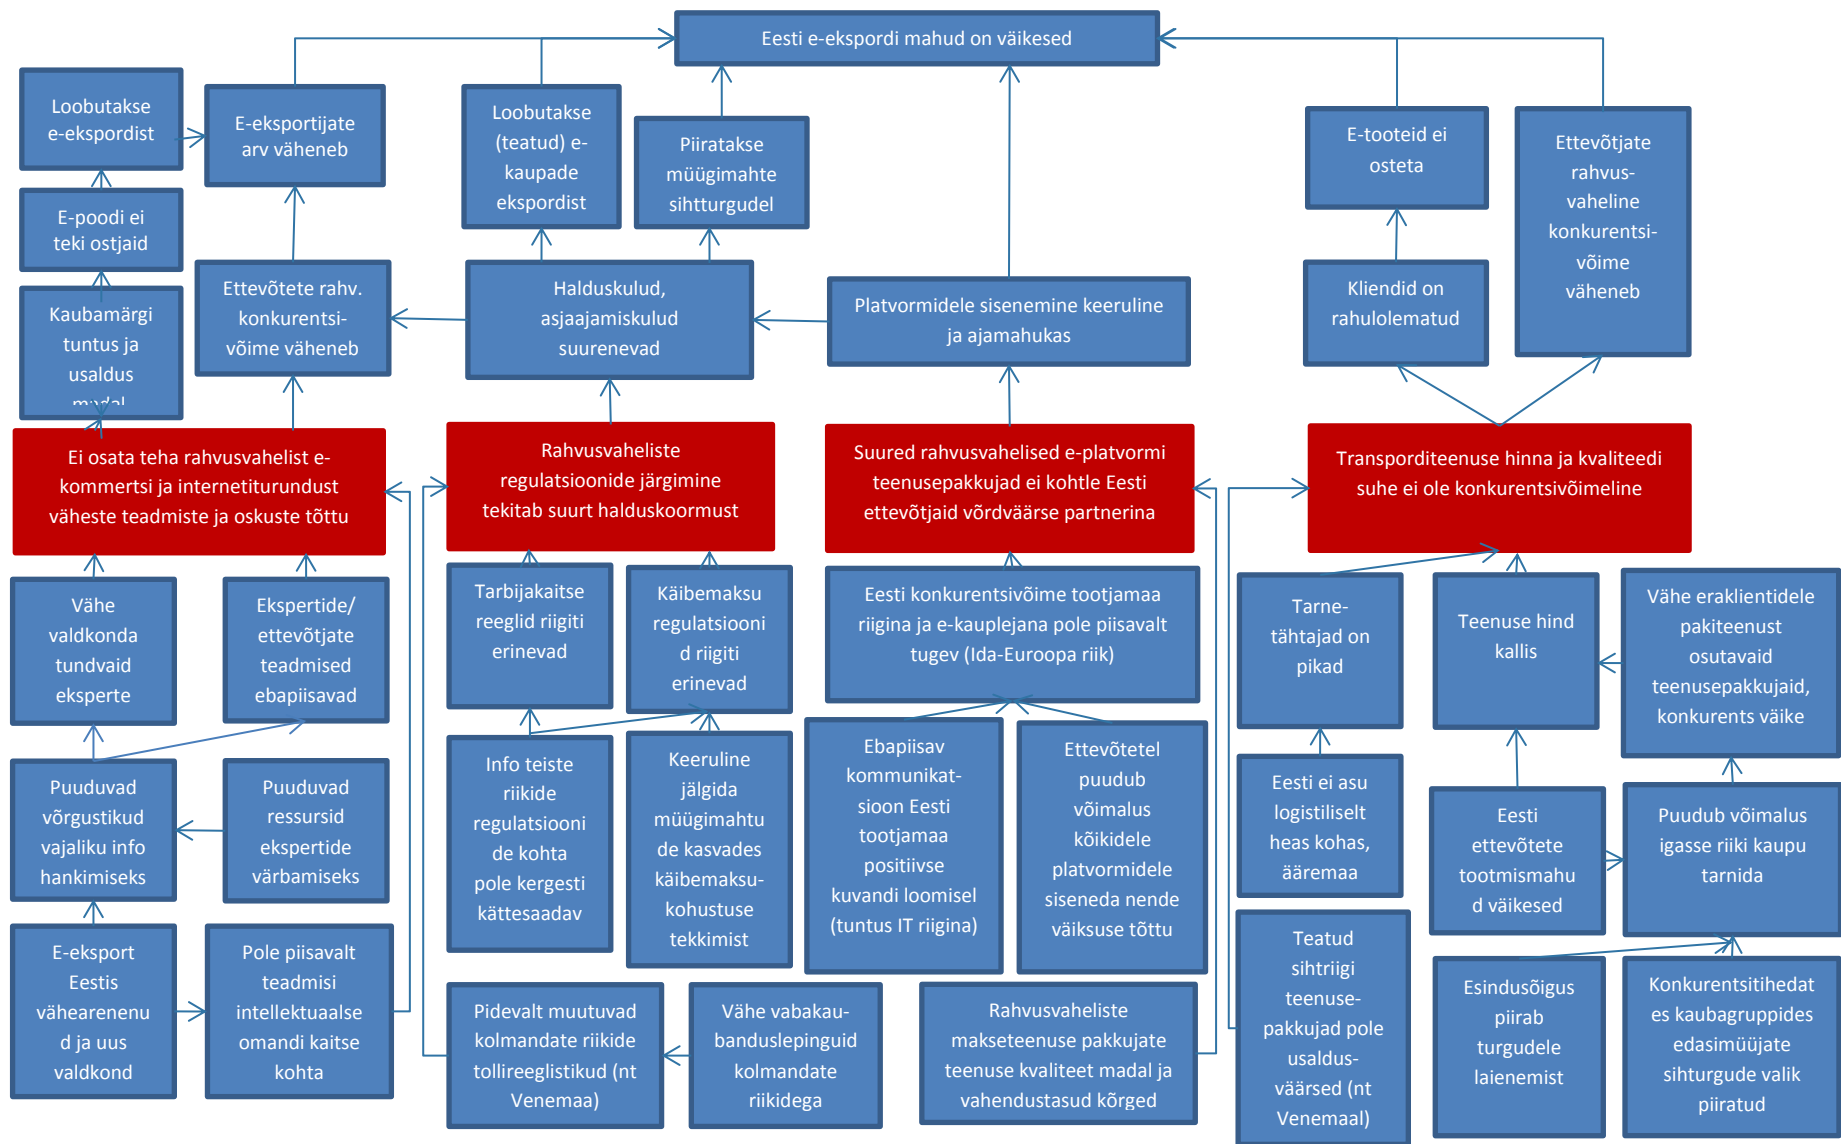 Eesti e-ekspordi mahud on väikesed
Loobutakse
e-ekspordist
E-eksportijate
arv väheneb
Loobutakse
(teatud) e-
kaupade
ekspordist
Piiratakse
müügimahte
sihtturgudel
E-tooteid ei
osteta
Ettevõtjate
rahvus-
vaheline
konkurentsi-
võime
väheneb
E-poodi ei
teki ostjaid
Kaubamärgi
tuntus ja
usaldus
madal
Ettevõtete rahv.
konkurentsi-
võime väheneb
Halduskulud,
asjaajamiskulud
suurenevad
Platvormidele sisenemine keeruline
ja ajamahukas
Kliendid on
rahulolematud
Ei osata teha rahvusvahelist e-
kommertsi ja internetiturundust
väheste teadmiste ja oskuste tõttu
Rahvusvaheliste
regulatsioonide järgimine
tekitab suurt halduskoormust
Suured rahvusvahelised e-platvormi
teenusepakkujad ei kohtle Eesti
ettevõtjaid võrdväärse partnerina
Transporditeenuse hinna ja kvaliteedi
suhe ei ole konkurentsivõimeline
Vähe
valdkonda
tundvaid
eksperte
Ekspertide/
ettevõtjate
teadmised
ebapiisavad
Tarbijakaitse
reeglid riigiti
erinevad
Käibemaksu
regulatsiooni
d riigiti
erinevad
Eesti konkurentsivõime tootjamaa
riigina ja e-kauplejana pole piisavalt
tugev (Ida-Euroopa riik)
Tarne-
tähtajad on
pikad
Teenuse hind
kallis
Vähe eraklientidele
pakiteenust
osutavaid
teenusepakkujaid,
konkurents väike
Puuduvad
võrgustikud
vajaliku info
hankimiseks
Puuduvad
ressursid
ekspertide
värbamiseks
Info teiste
riikide
regulatsiooni
de kohta
pole kergesti
kättesaadav
Keeruline
jälgida
müügimahtu
de kasvades
käibemaksu-
kohustuse
tekkimist
Ebapiisav
kommunikat-
sioon Eesti
tootjamaa
positiivse
kuvandi loomisel
(tuntus IT riigina)
Ettevõtetel
puudub
võimalus
kõikidele
platvormidele
siseneda nende
väiksuse tõttu
Eesti ei asu
logistiliselt
heas kohas,
ääremaa
Eesti
ettevõtete
tootmismahu
d väikesed
Puudub võimalus
igasse riiki kaupu
tarnida
E-eksport
Eestis
vähearenenu
d ja uus
valdkond
Pole piisavalt
teadmisi
intellektuaalse
omandi kaitse
kohta
Pidevalt muutuvad
kolmandate riikide
tollireeglistikud (nt
Venemaa)
Vähe vabakau-
banduslepinguid
kolmandate
riikidega
Rahvusvaheliste
makseteenuse pakkujate
teenuse kvaliteet madal ja
vahendustasud kõrged
Teatud
sihtriigi
teenuse-
pakkujad pole
usaldus-
väärsed (nt
Venemaal)
Esindusõigus
piirab
turgudele
laienemist
Konkurentsitihedat
es kaubagruppides
edasimüüjate
sihturgude valik
piiratud